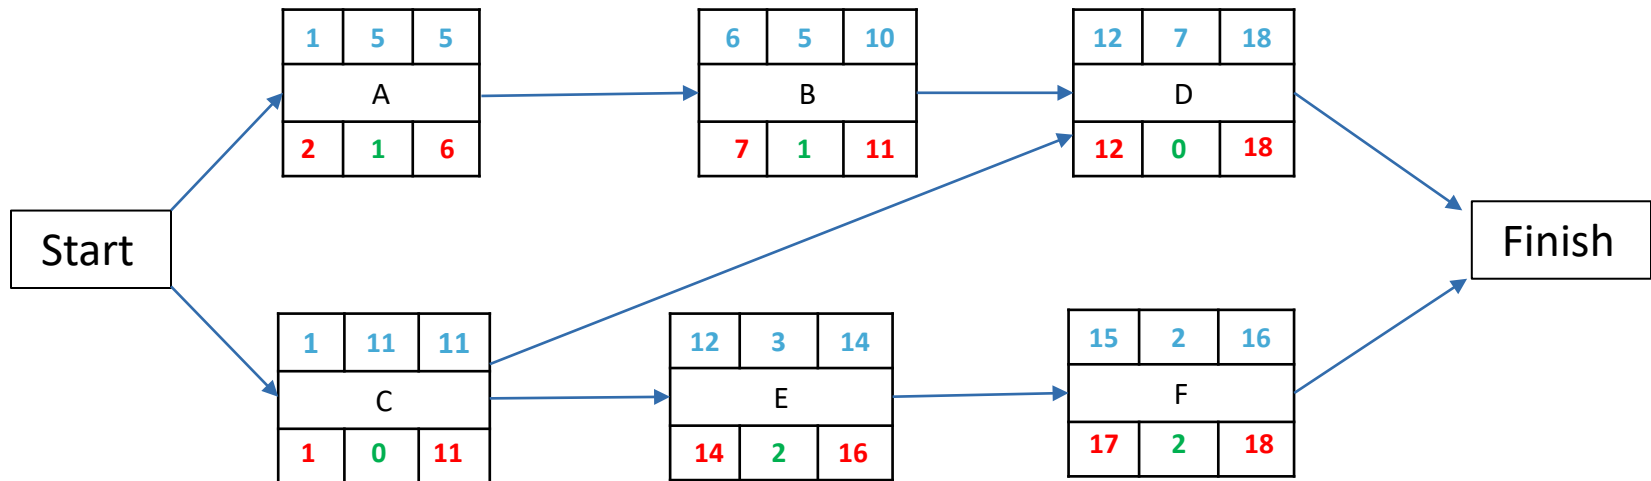 1 5 5
A
2 1 6
6 5 10
B
7 1 11
12 7 18
D
12 0 18
Start
Finish
1 11 11
C
1 0 11
12 3 14
E
14 2 16
15 2 16
F
17 2 18